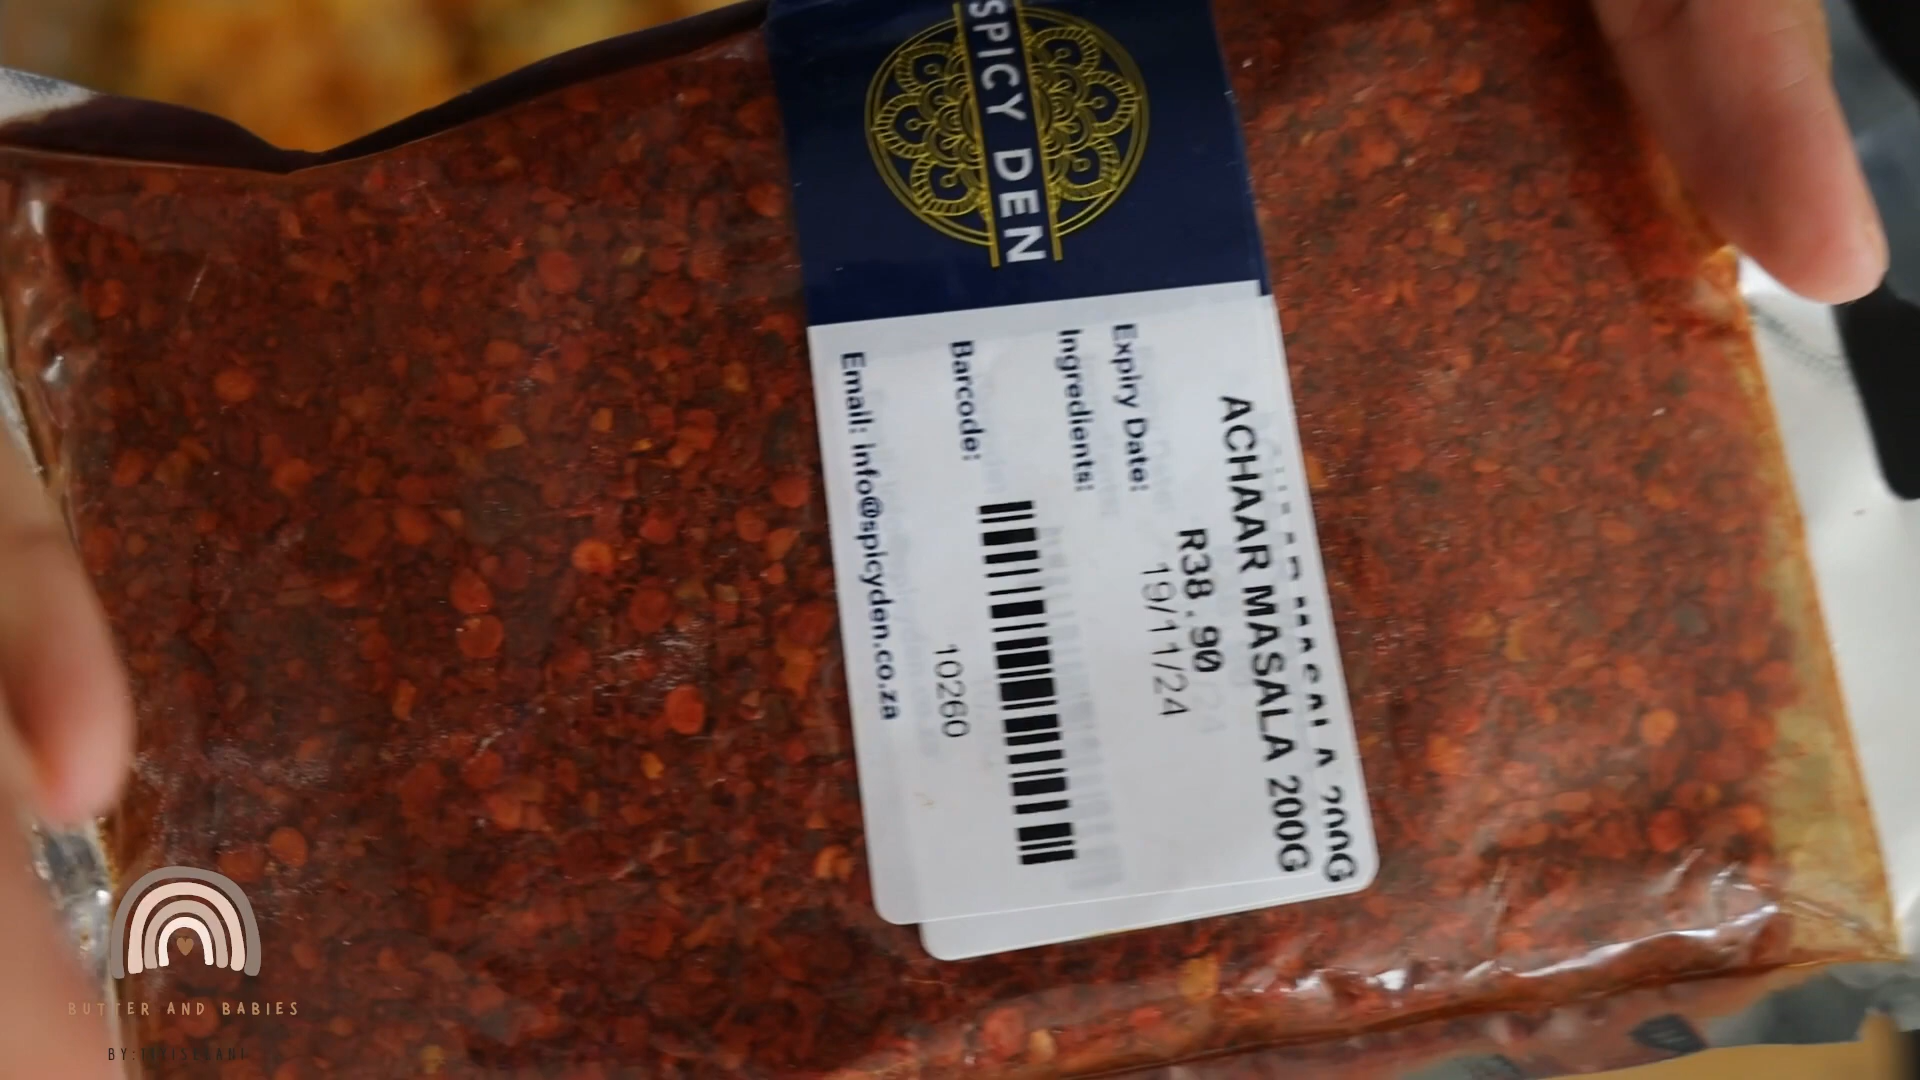 SPICY DEN
ACHAAR MASALA 200G
R38.90
Expiry Date: 19/11/24
Ingredients:
Barcode:
10260
Email: info@spicyden.co.za
BUTTER AND BABIES